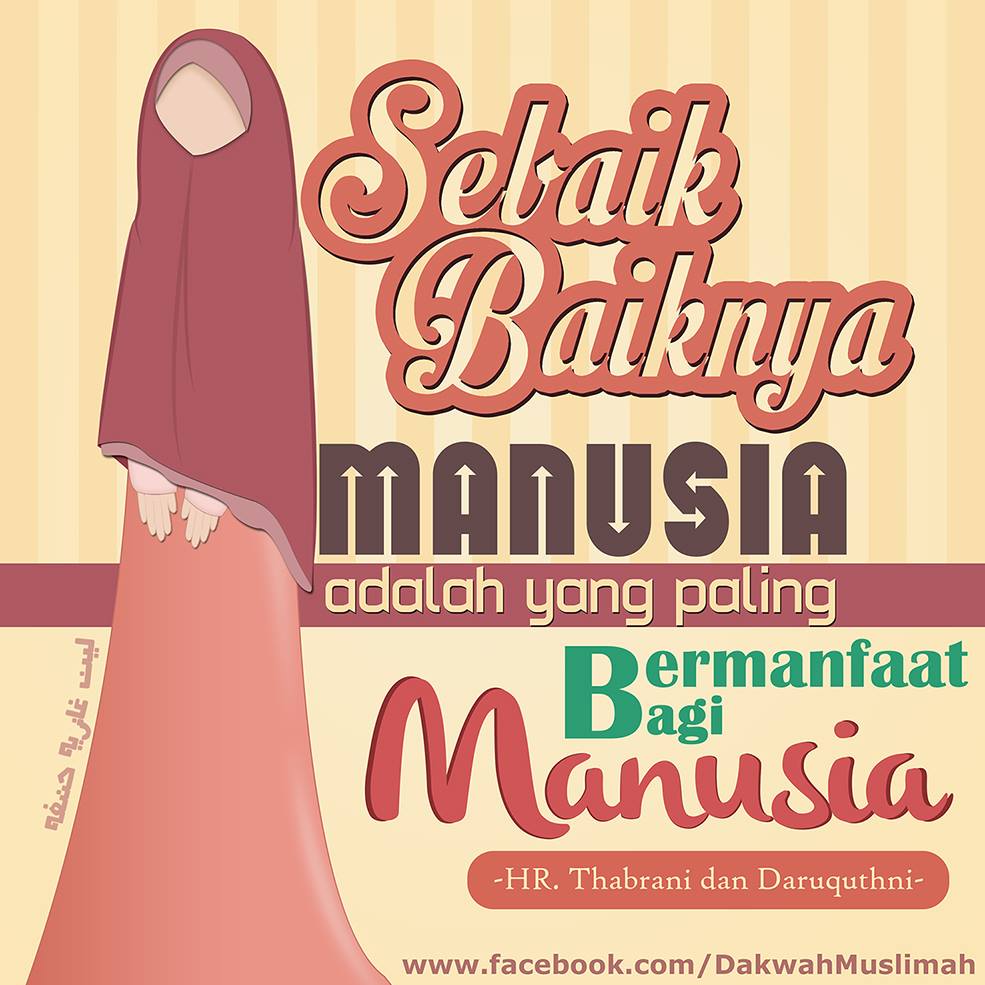 Sebaik
Baiknya
MANUSIA
adalah yang paling
Bermanfaat
Bagi
Manusia
-HR. Thabrani dan Daruquthni-
www.facebook.com/DakwahMuslimah